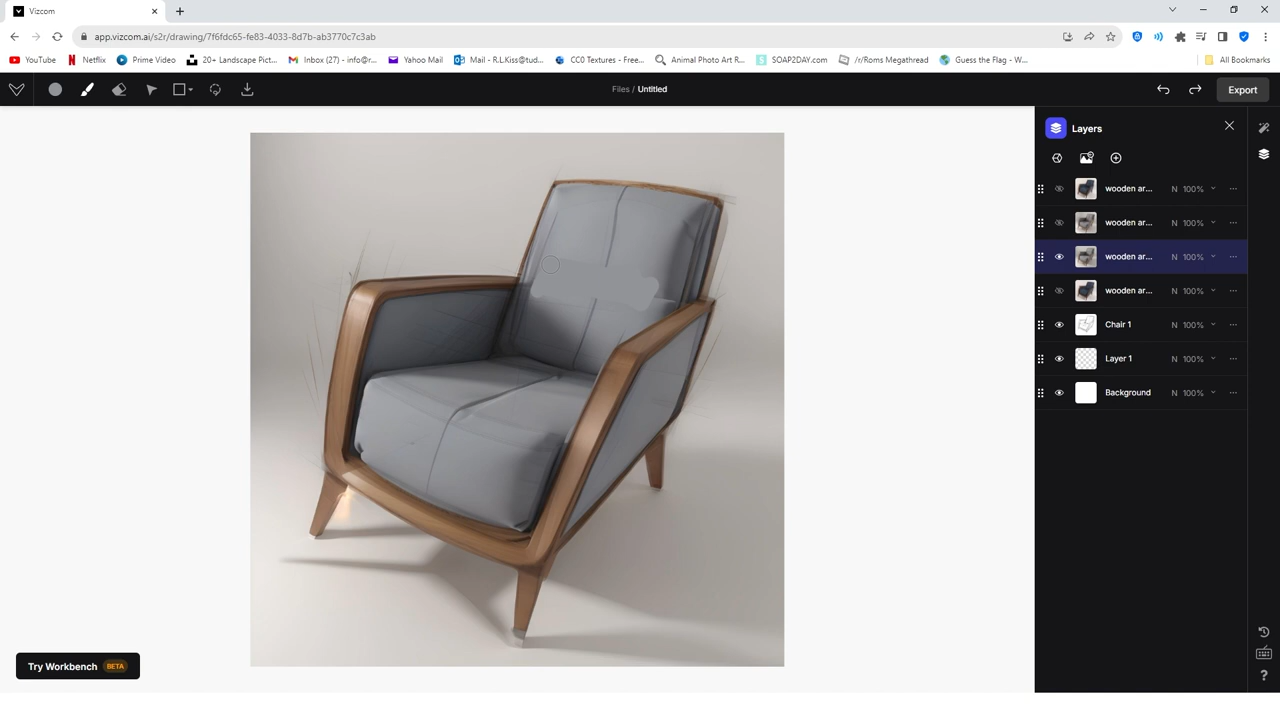 Vizcom
app.vizcom.ai/s2r/drawing/7f6fdc65-fe83-4033-8d7b-ab3770c7c3ab
YouTube Netflix Prime Video 20+ Landscape Pict... Inbox (27) - info@r... Yahoo Mail Mail - R.L.Kiss@tud... CC0 Textures - Free... Animal Photo Art R... SOAP2DAY.com /r/Roms Megathread Guess the Flag - W... All Bookmarks
Files / Untitled
Export
Layers
wooden ar... N 100%
wooden ar... N 100%
wooden ar... N 100%
wooden ar... N 100%
Chair 1 N 100%
Layer 1 N 100%
Background N 100%
Try Workbench BETA